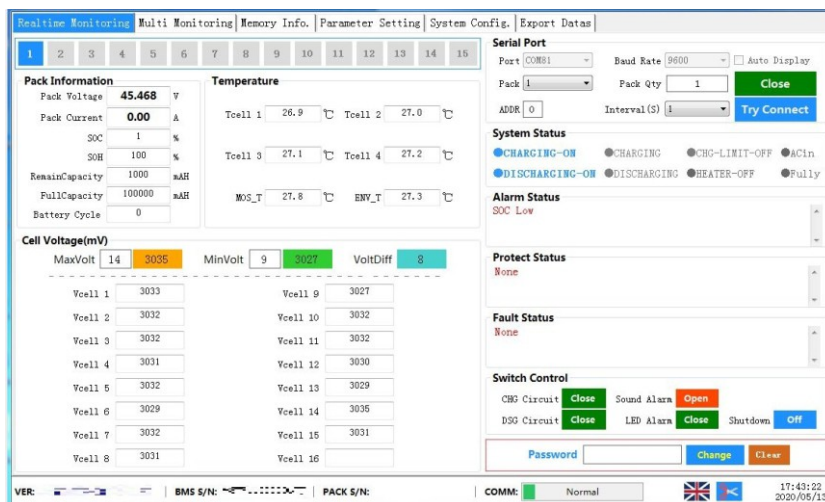 Realtime Monitoring Multi Monitoring Memory Info. Parameter Setting System Config. Export Datas
1 2 3 4 5 6 7 8 9 10 11 12 13 14 15
Pack Information
Pack Voltage 45.468 V
Pack Current 0.00 A
SOC 1 %
SOH 100 %
RemainCapacity 1000 mAH
FullCapacity 100000 mAH
Battery Cycle 0
Temperature
Tcell 1 26.9 ℃ Tcell 2 27.0 ℃
Tcell 3 27.1 ℃ Tcell 4 27.2 ℃
MOS_T 27.8 ℃ ENV_T 27.3 ℃
Cell Voltage(mV)
MaxVolt 14 3035 MinVolt 9 3027 VoltDiff 8
Vcell 1 3033 Vcell 9 3027
Vcell 2 3032 Vcell 10 3032
Vcell 3 3032 Vcell 11 3032
Vcell 4 3031 Vcell 12 3030
Vcell 5 3032 Vcell 13 3029
Vcell 6 3029 Vcell 14 3035
Vcell 7 3032 Vcell 15 3031
Vcell 8 3031 Vcell 16
Serial Port
Port COM81 Baud Rate 9600 Auto Display
Pack 1 Pack Qty 1 Close
ADDR 0 Interval(S) 1 Try Connect
System Status
CHARGING-ON CHARGING CHG-LIMIT-OFF ACin
DISCHARGING-ON DISCHARGING HEATER-OFF Fully
Alarm Status
SOC Low
Protect Status
None
Fault Status
None
Switch Control
CHG Circuit Close Sound Alarm Open
DSG Circuit Close LED Alarm Close Shutdown Off
Password Change Clear
VER: BMS S/N: PACK S/N: COMM: Normal 17:43:22
2020/05/13